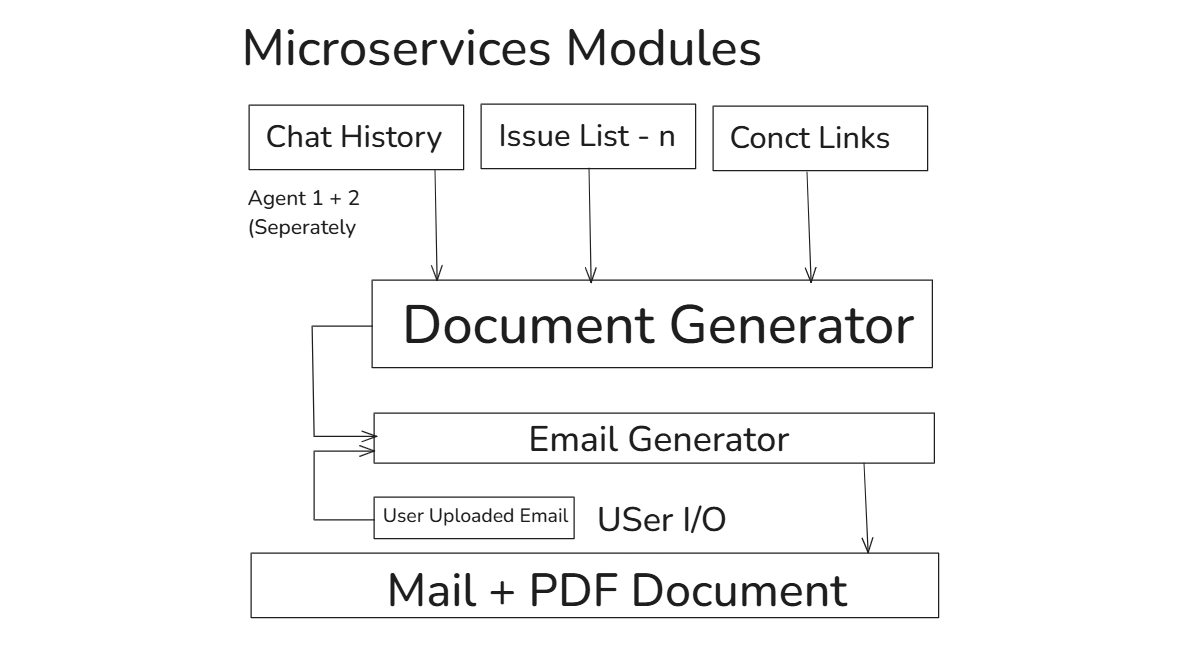 Microservices Modules
Chat History
Issue List - n
Conct Links
Agent 1 + 2
(Seperately
Document Generator
Email Generator
User Uploaded Email
USer I/O
Mail + PDF Document